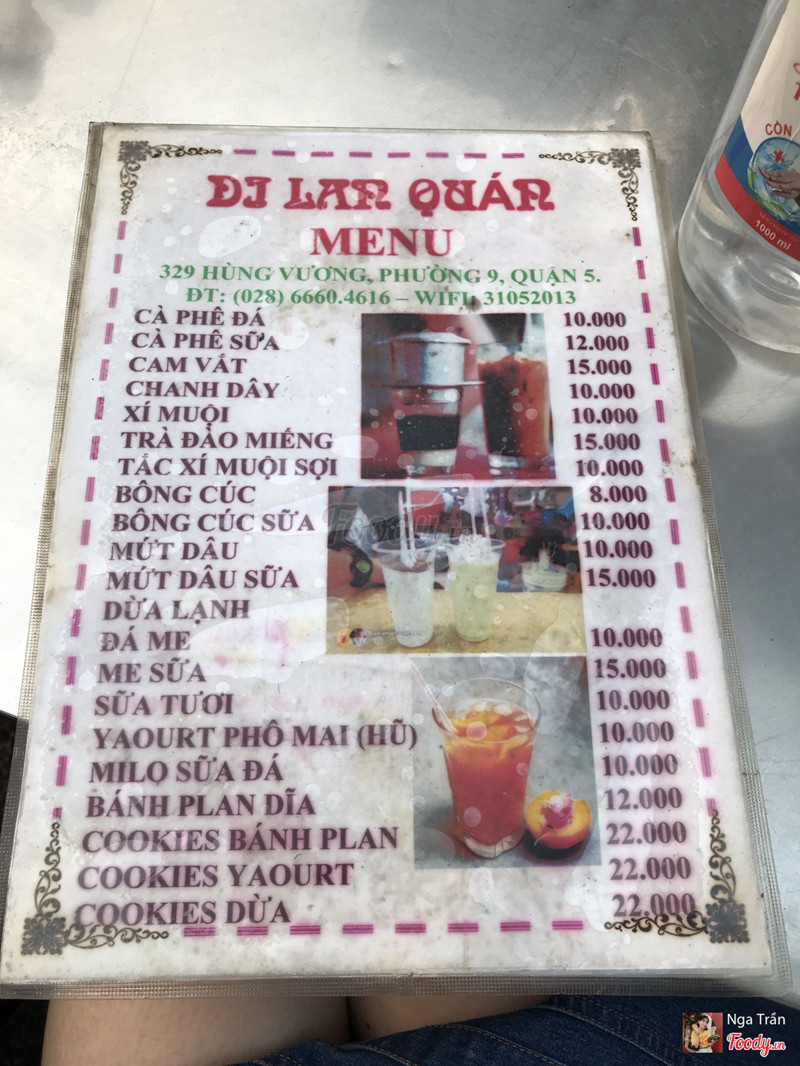 DJ LAN QUÁN
MENU
329 HÙNG VƯƠNG, PHƯỜNG 9, QUẬN 5.
ĐT: (028) 6660.4616 – WIFI: 31052013
CÀ PHÊ ĐÁ 10.000
CÀ PHÊ SỮA 12.000
CAM VẮT 15.000
CHANH DÂY 10.000
XÍ MUỘI 10.000
TRÀ ĐÀO MIẾNG 15.000
TẮC XÍ MUỘI SỢI 10.000
BÔNG CÚC 8.000
BÔNG CÚC SỮA 10.000
MỨT DÂU 10.000
MỨT DÂU SỮA 15.000
DỪA LẠNH
ĐÁ ME 10.000
ME SỮA 15.000
SỮA TƯƠI 10.000
YAOURT PHÔ MAI (HŨ) 10.000
MILO SỮA ĐÁ 10.000
BÁNH PLAN DĨA 12.000
COOKIES BÁNH PLAN 22.000
COOKIES YAOURT 22.000
COOKIES DỪA 22.000
CỒN
1000 ml
Foody.vn
Nga Trần
Foody.vn